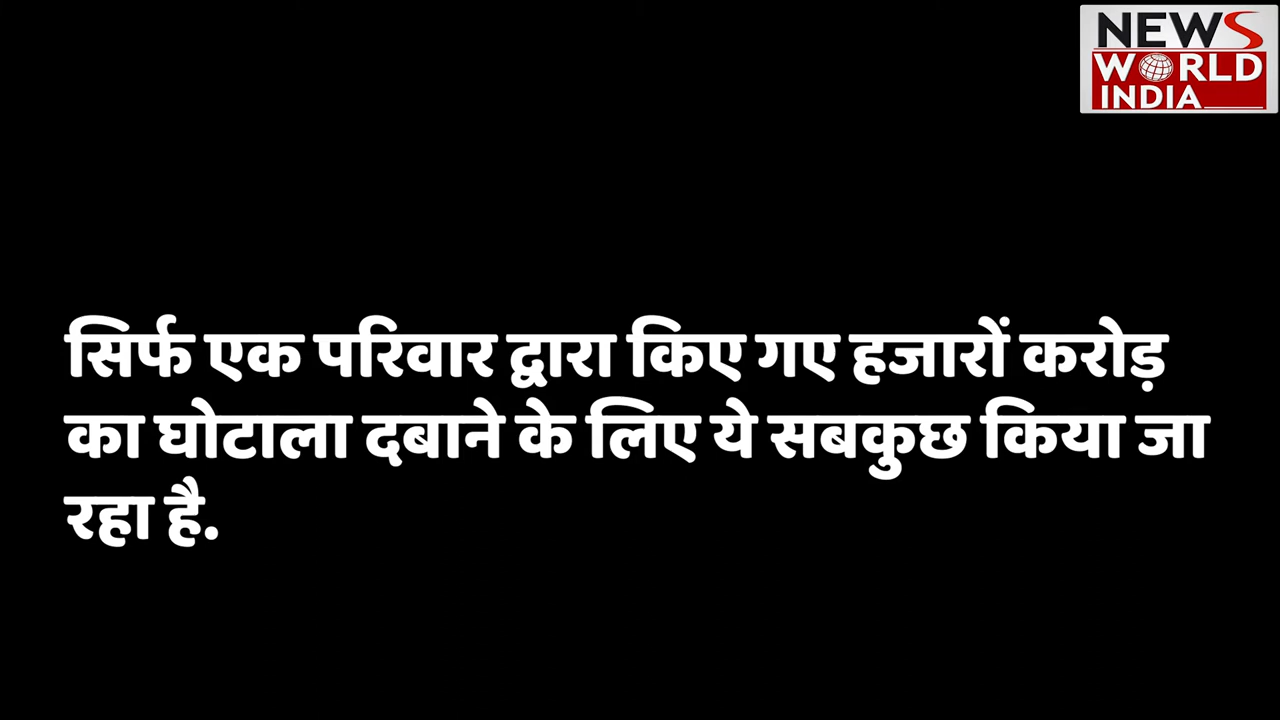 NEWS
WORLD
INDIA
सिर्फ एक परिवार द्वारा किए गए हजारों करोड़
का घोटाला दबाने के लिए ये सबकुछ किया जा
रहा है.